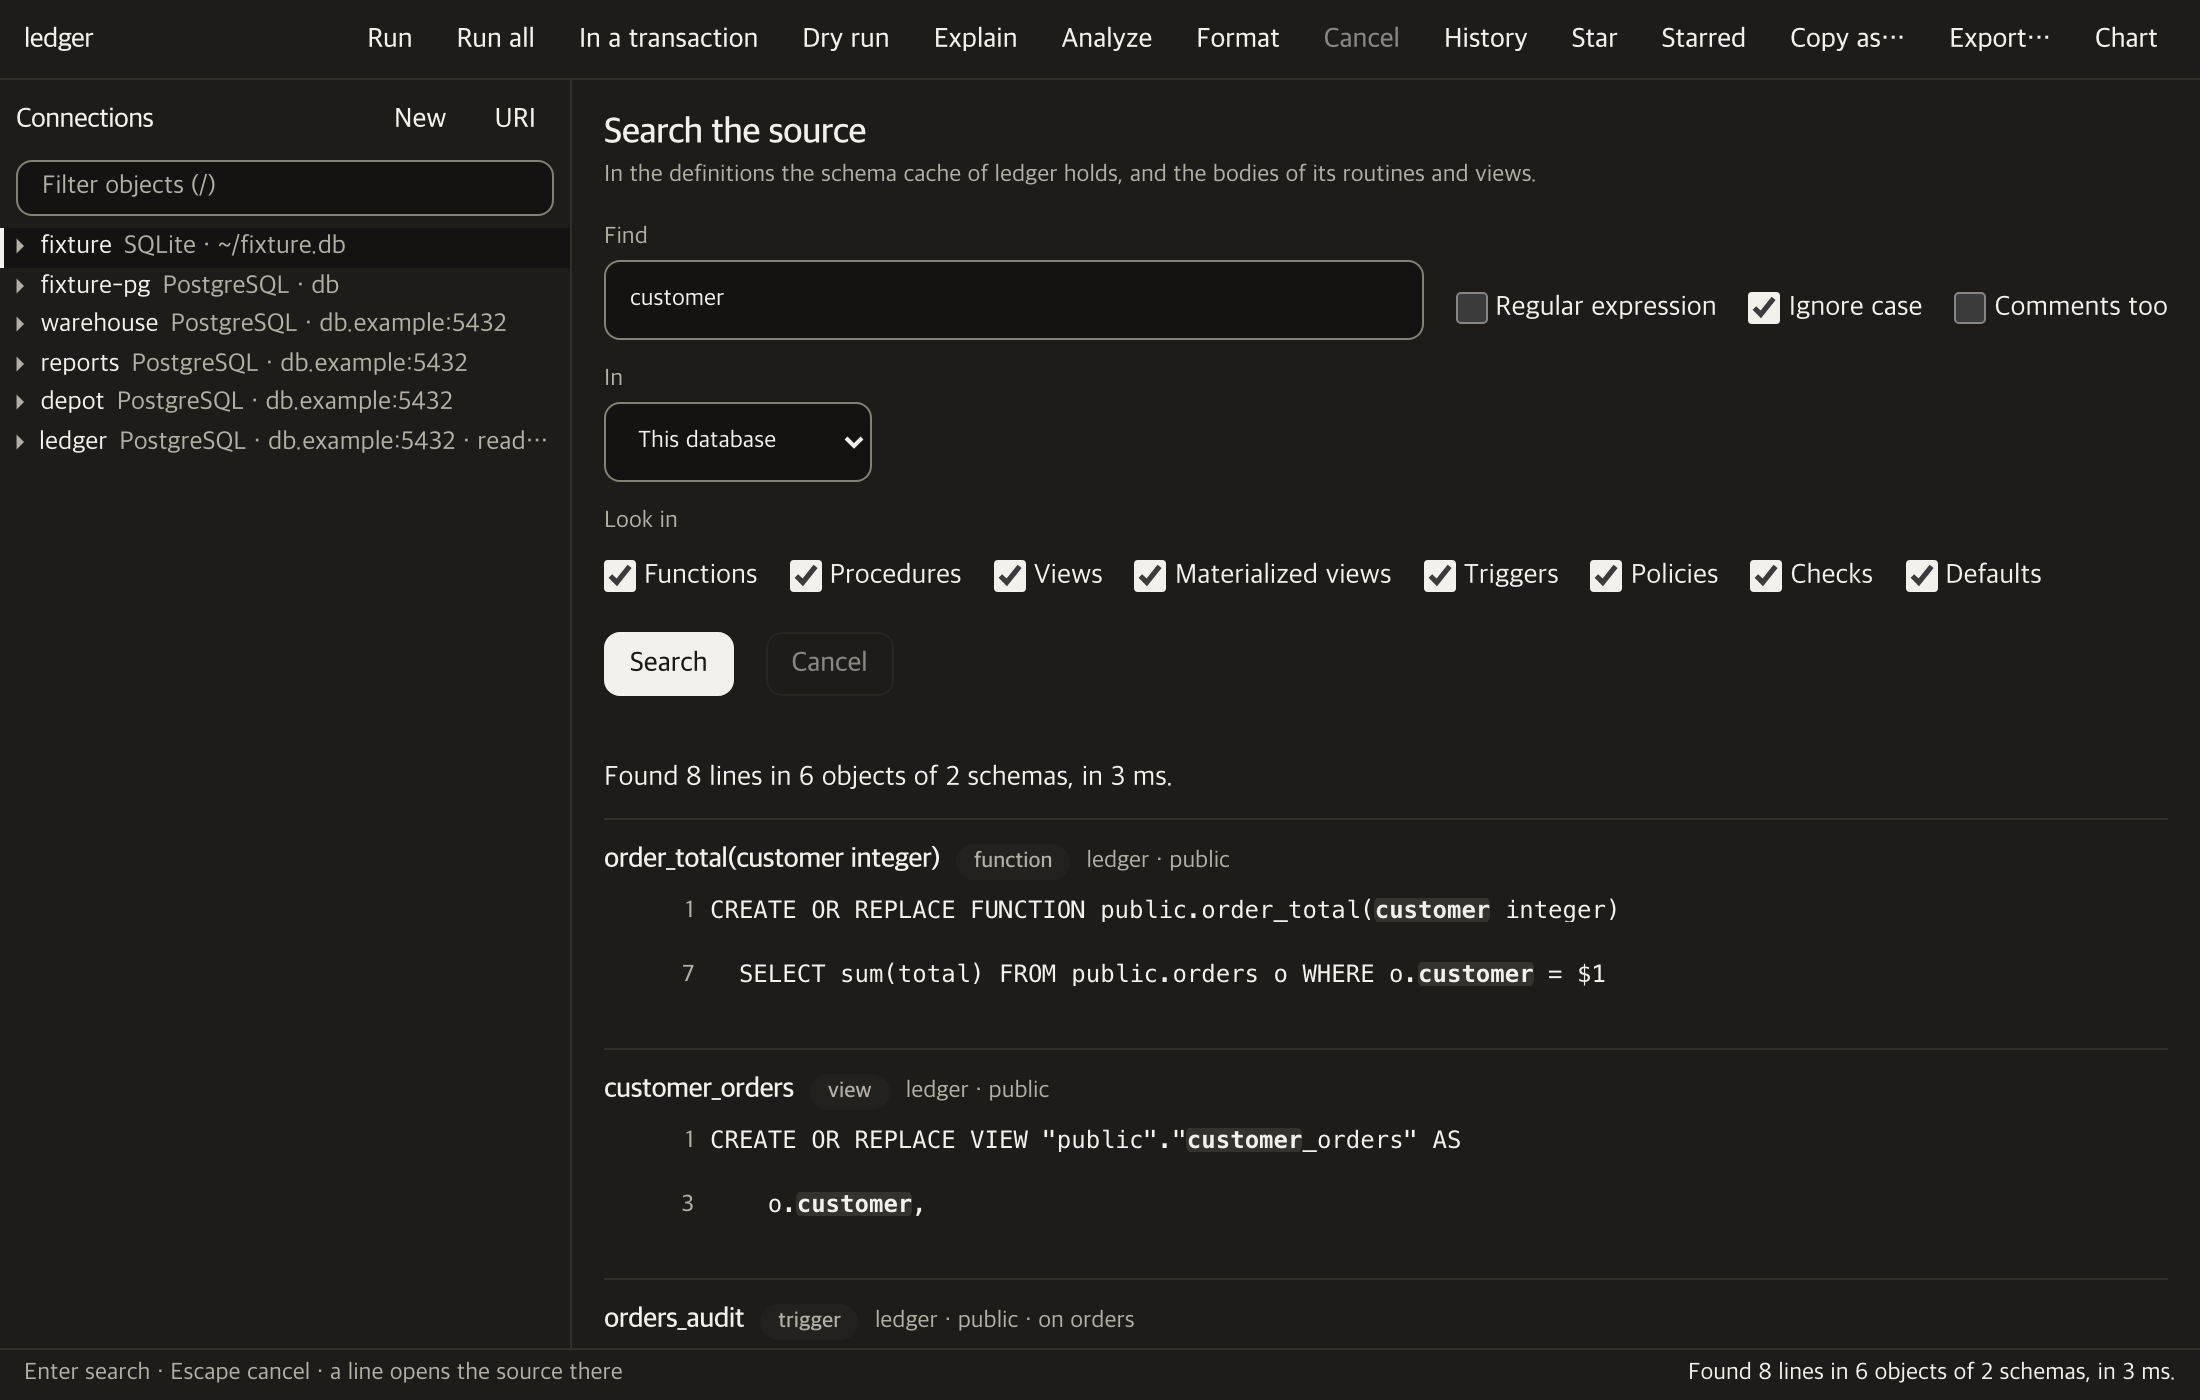 ledger Run Run all In a transaction Dry run Explain Analyze Format Cancel History Star Starred Copy as··· Export··· Chart
Connections New URI
Filter objects (/)
fixture SQLite · ~/fixture.db
fixture-pg PostgreSQL · db
warehouse PostgreSQL · db.example:5432
reports PostgreSQL · db.example:5432
depot PostgreSQL · db.example:5432
ledger PostgreSQL · db.example:5432 · read···
Search the source
In the definitions the schema cache of ledger holds, and the bodies of its routines and views.
Find
customer
Regular expression Ignore case Comments too
In
This database
Look in
Functions Procedures Views Materialized views Triggers Policies Checks Defaults
Search Cancel
Found 8 lines in 6 objects of 2 schemas, in 3 ms.
order_total(customer integer) function ledger · public
1 CREATE OR REPLACE FUNCTION public.order_total(customer integer)
7 SELECT sum(total) FROM public.orders o WHERE o.customer = $1
customer_orders view ledger · public
1 CREATE OR REPLACE VIEW "public"."customer_orders" AS
3 o.customer,
orders_audit trigger ledger · public · on orders
Enter search · Escape cancel · a line opens the source there
Found 8 lines in 6 objects of 2 schemas, in 3 ms.